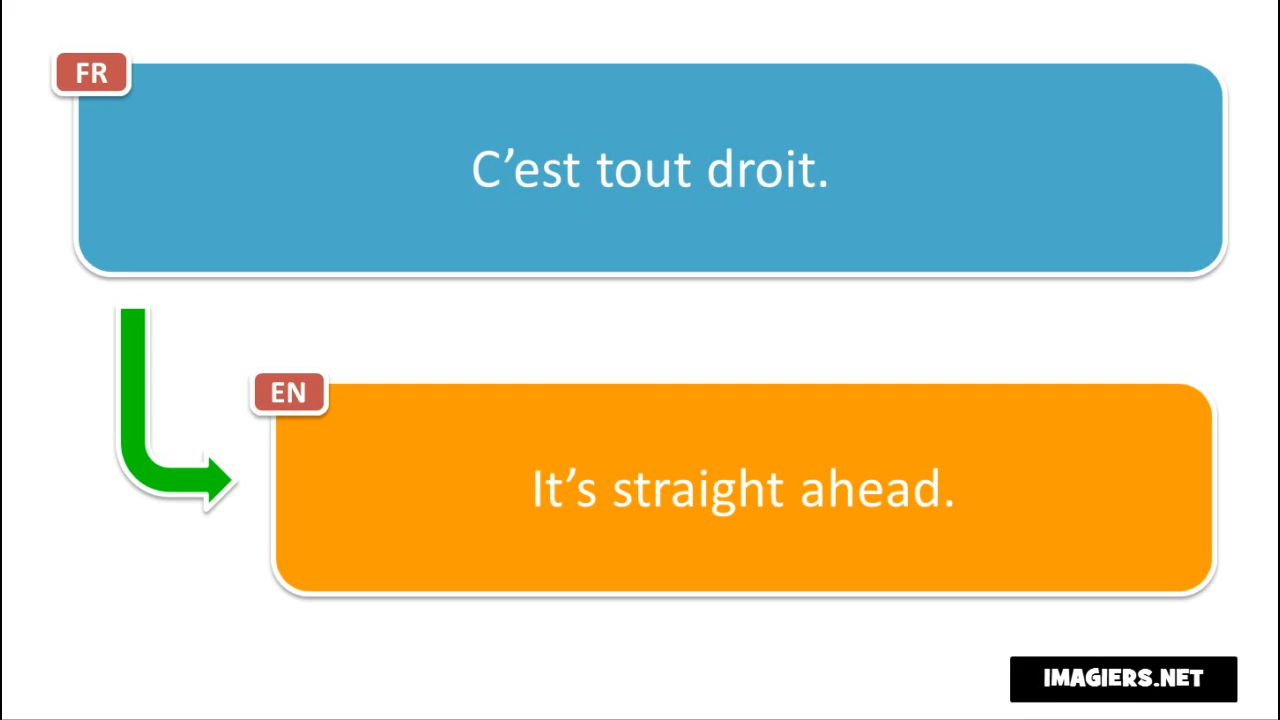 FR
C’est tout droit.
EN
It’s straight ahead.
IMAGIERS.NET